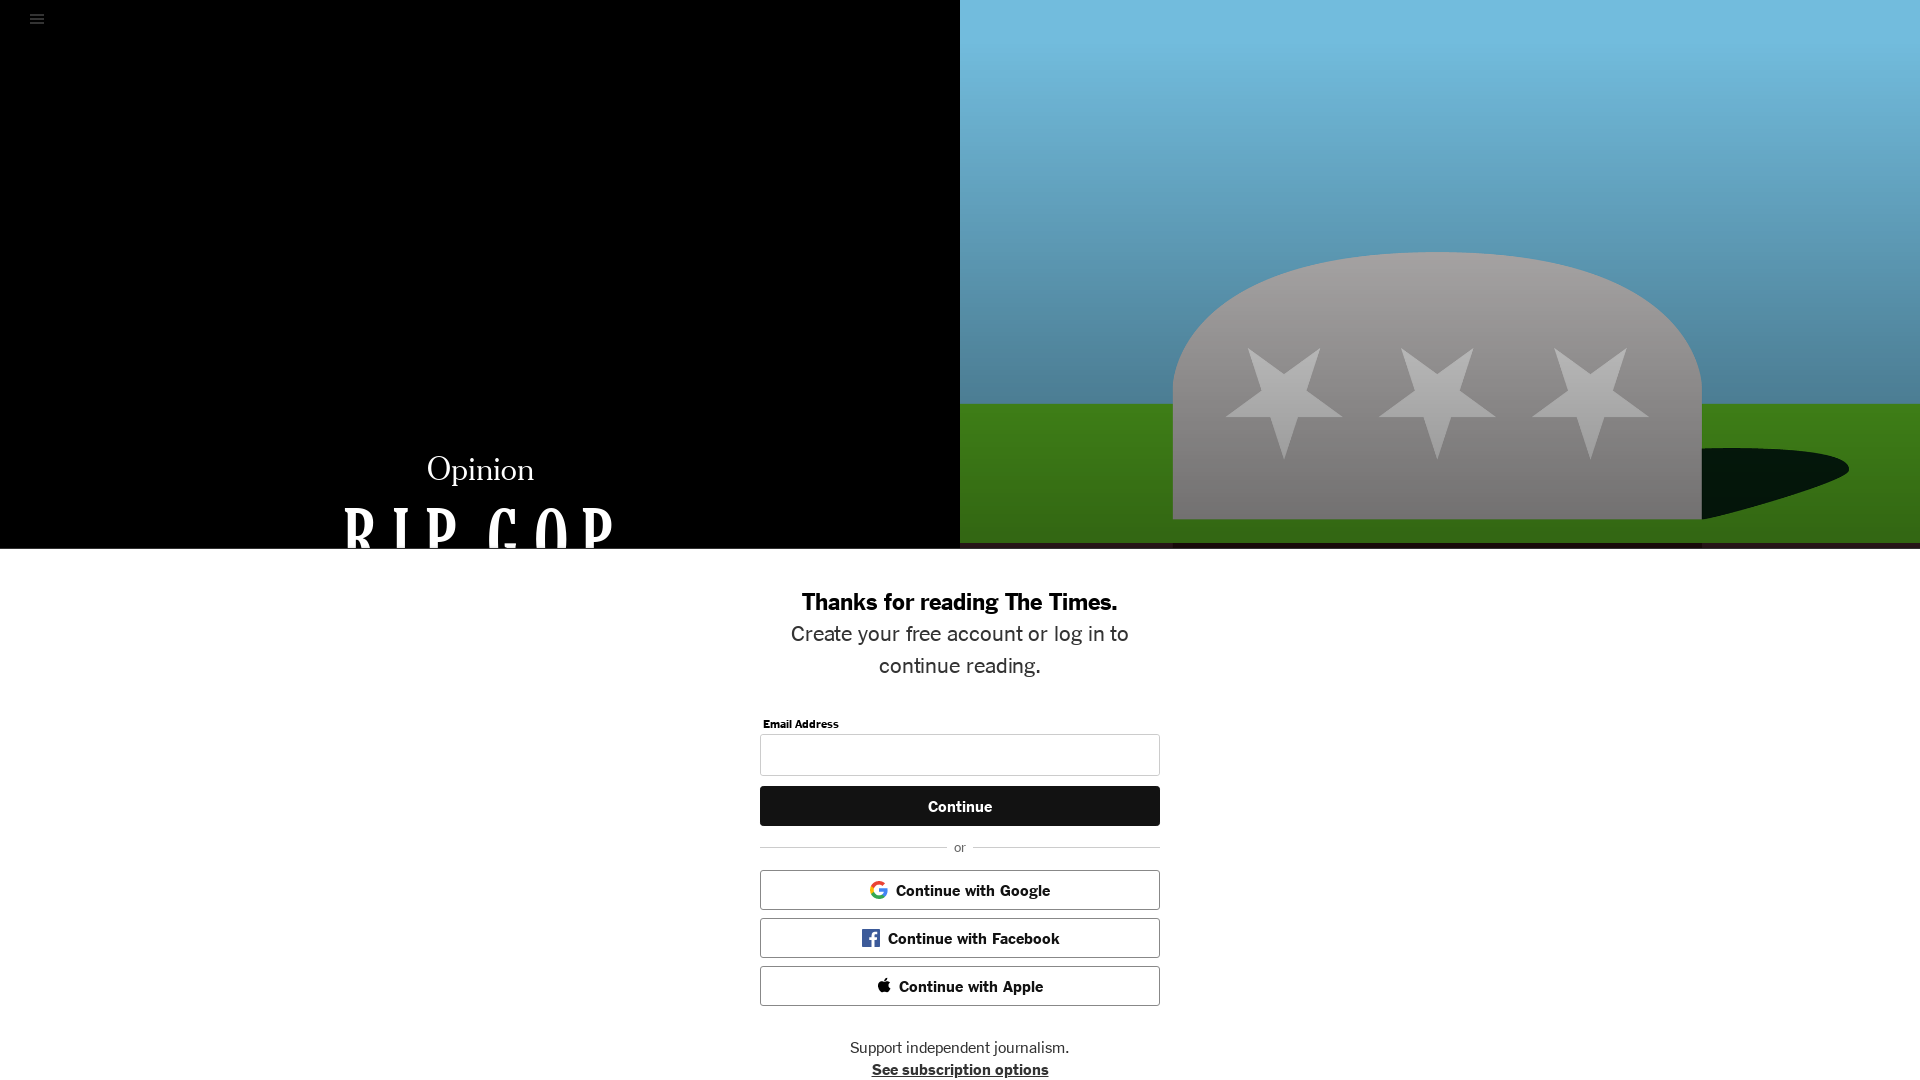 Opinion
R I P G O P
Thanks for reading The Times.
Create your free account or log in to
continue reading.
Email Address
Continue
or
Continue with Google
Continue with Facebook
Continue with Apple
Support independent journalism.
See subscription options